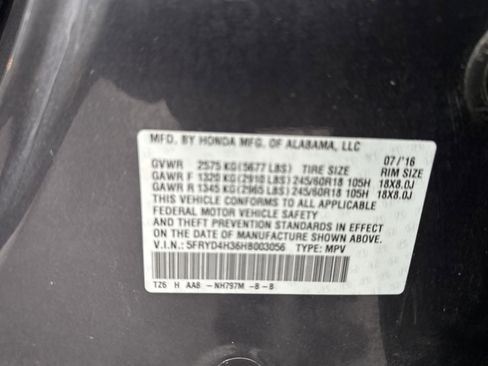 MFD. BY HONDA MFG. OF ALABAMA, LLC
GVWR 2575 KG (5677 LBS) TIRE SIZE 07/'16 RIM SIZE
GAWR F 1320 KG (2910 LBS) 245/60R18 105H 18X8.0J
GAWR R 1345 KG (2965 LBS) 245/60R18 105H 18X8.0J
THIS VEHICLE CONFORMS TO ALL APPLICABLE
FEDERAL MOTOR VEHICLE SAFETY
AND THEFT PREVENTION STANDARDS IN EFFECT
ON THE DATE OF MANUFACTURE SHOWN ABOVE.
V.I.N.: 5FRYD4H36HB003056 TYPE: MPV
TZ6 H AA8 - NH797M -B-B